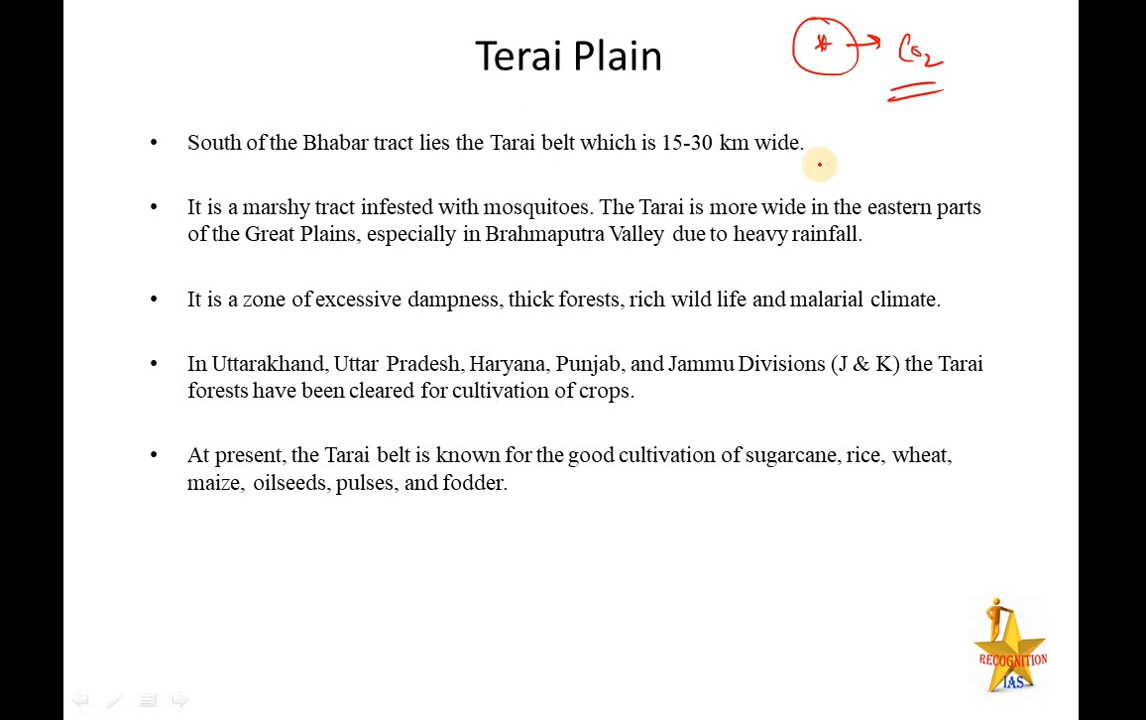 Terai Plain
CO2
• South of the Bhabar tract lies the Tarai belt which is 15-30 km wide.
• It is a marshy tract infested with mosquitoes. The Tarai is more wide in the eastern parts
of the Great Plains, especially in Brahmaputra Valley due to heavy rainfall.
• It is a zone of excessive dampness, thick forests, rich wild life and malarial climate.
• In Uttarakhand, Uttar Pradesh, Haryana, Punjab, and Jammu Divisions (J & K) the Tarai
forests have been cleared for cultivation of crops.
• At present, the Tarai belt is known for the good cultivation of sugarcane, rice, wheat,
maize, oilseeds, pulses, and fodder.
RECOGNITION
IAS